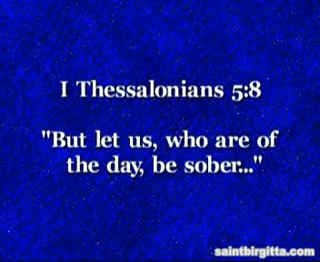 I Thessalonians 5:8
"But let us, who are of
the day, be sober..."
saintbirgitta.com